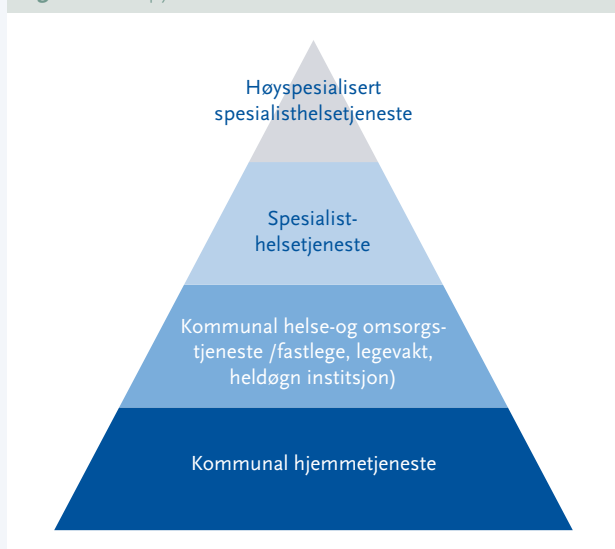 Høyspesialisert
spesialisthelsetjeneste
Spesialist-
helsetjeneste
Kommunal helse-og omsorgs-
tjeneste /fastlege, legevakt,
heldøgn institsjon)
Kommunal hjemmetjeneste